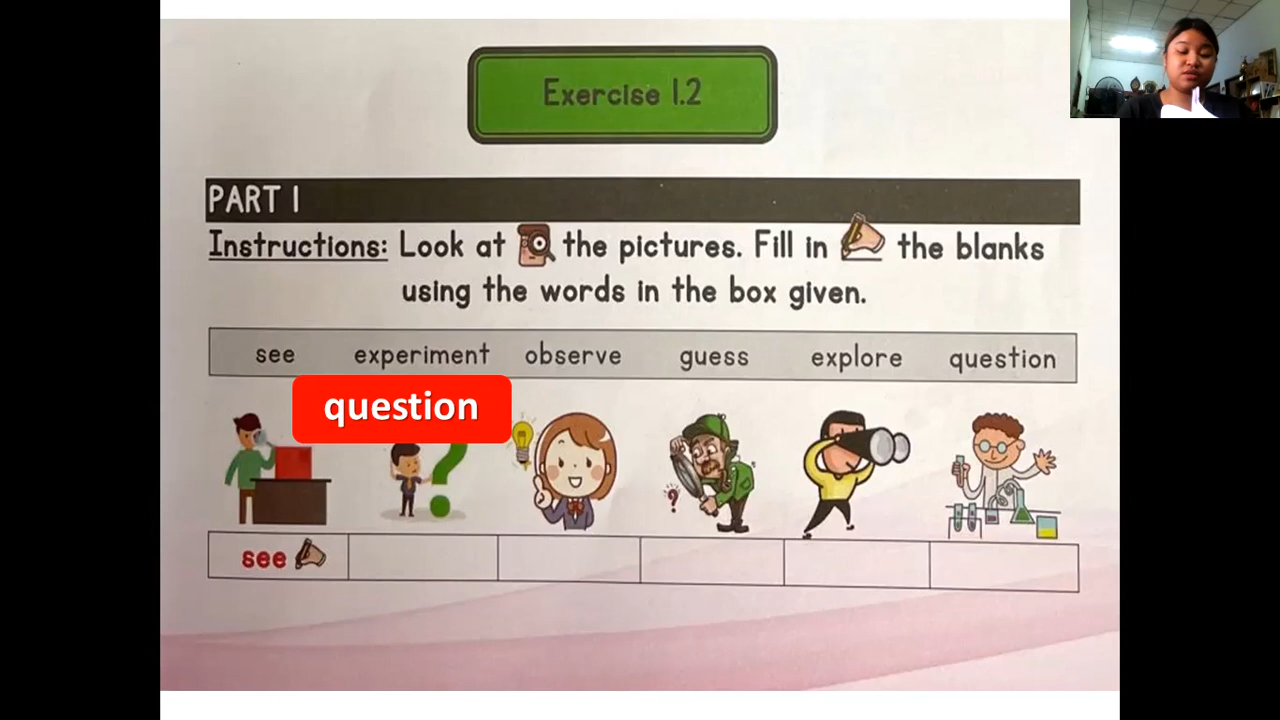 Exercise 1.2
PART 1
Instructions: Look at the pictures. Fill in the blanks
using the words in the box given.
see experiment observe guess explore question
question
see